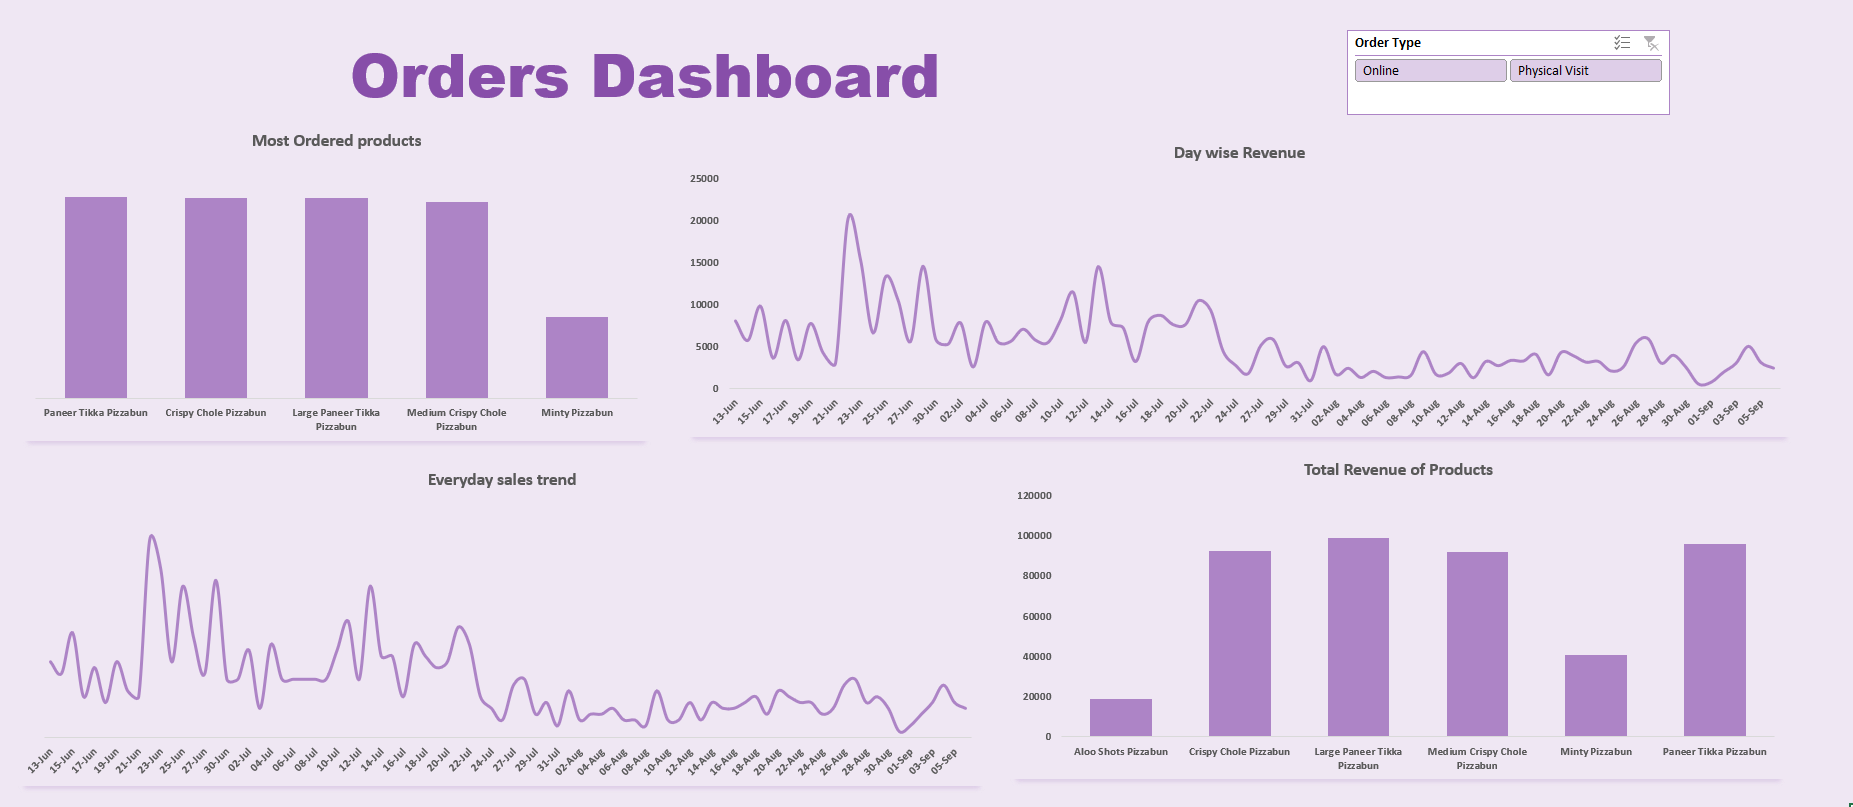 Orders Dashboard
Order Type
Online
Physical Visit
Most Ordered products
Paneer Tikka Pizzabun
Crispy Chole Pizzabun
Large Paneer Tikka
Pizzabun
Medium Crispy Chole
Pizzabun
Minty Pizzabun
Day wise Revenue
25000
20000
15000
10000
5000
0
13-Jun
15-Jun
17-Jun
19-Jun
21-Jun
23-Jun
25-Jun
27-Jun
30-Jun
02-Jul
04-Jul
06-Jul
08-Jul
10-Jul
12-Jul
14-Jul
16-Jul
18-Jul
20-Jul
22-Jul
24-Jul
27-Jul
29-Jul
31-Jul
02-Aug
04-Aug
06-Aug
08-Aug
10-Aug
12-Aug
14-Aug
16-Aug
18-Aug
20-Aug
22-Aug
24-Aug
26-Aug
28-Aug
30-Aug
01-Sep
03-Sep
05-Sep
Everyday sales trend
13-Jun
15-Jun
17-Jun
19-Jun
21-Jun
23-Jun
25-Jun
27-Jun
30-Jun
02-Jul
04-Jul
06-Jul
08-Jul
10-Jul
12-Jul
14-Jul
16-Jul
18-Jul
20-Jul
22-Jul
24-Jul
27-Jul
29-Jul
31-Jul
02-Aug
04-Aug
06-Aug
08-Aug
10-Aug
12-Aug
14-Aug
16-Aug
18-Aug
20-Aug
22-Aug
24-Aug
26-Aug
28-Aug
30-Aug
01-Sep
03-Sep
05-Sep
Total Revenue of Products
120000
100000
80000
60000
40000
20000
0
Aloo Shots Pizzabun
Crispy Chole Pizzabun
Large Paneer Tikka
Pizzabun
Medium Crispy Chole
Pizzabun
Minty Pizzabun
Paneer Tikka Pizzabun